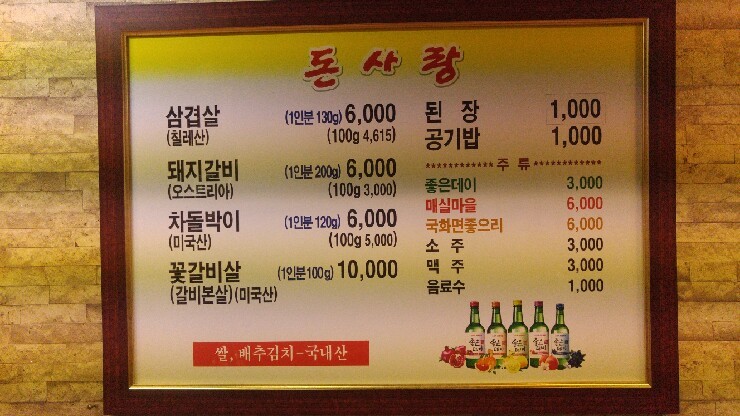 돈사랑
삼겹살 (1인분 130g) 6,000
(칠레산) (100g 4,615)
돼지갈비 (1인분 200g) 6,000
(오스트리아) (100g 3,000)
차돌박이 (1인분 120g) 6,000
(미국산) (100g 5,000)
꽃갈비살 (1인분 100g) 10,000
(갈비본살)(미국산)
쌀, 배추김치-국내산
된 장 1,000
공기밥 1,000
************ 주 류 ************
좋은데이 3,000
매실마을 6,000
국화면좋으리 6,000
소 주 3,000
맥 주 3,000
음료수 1,000